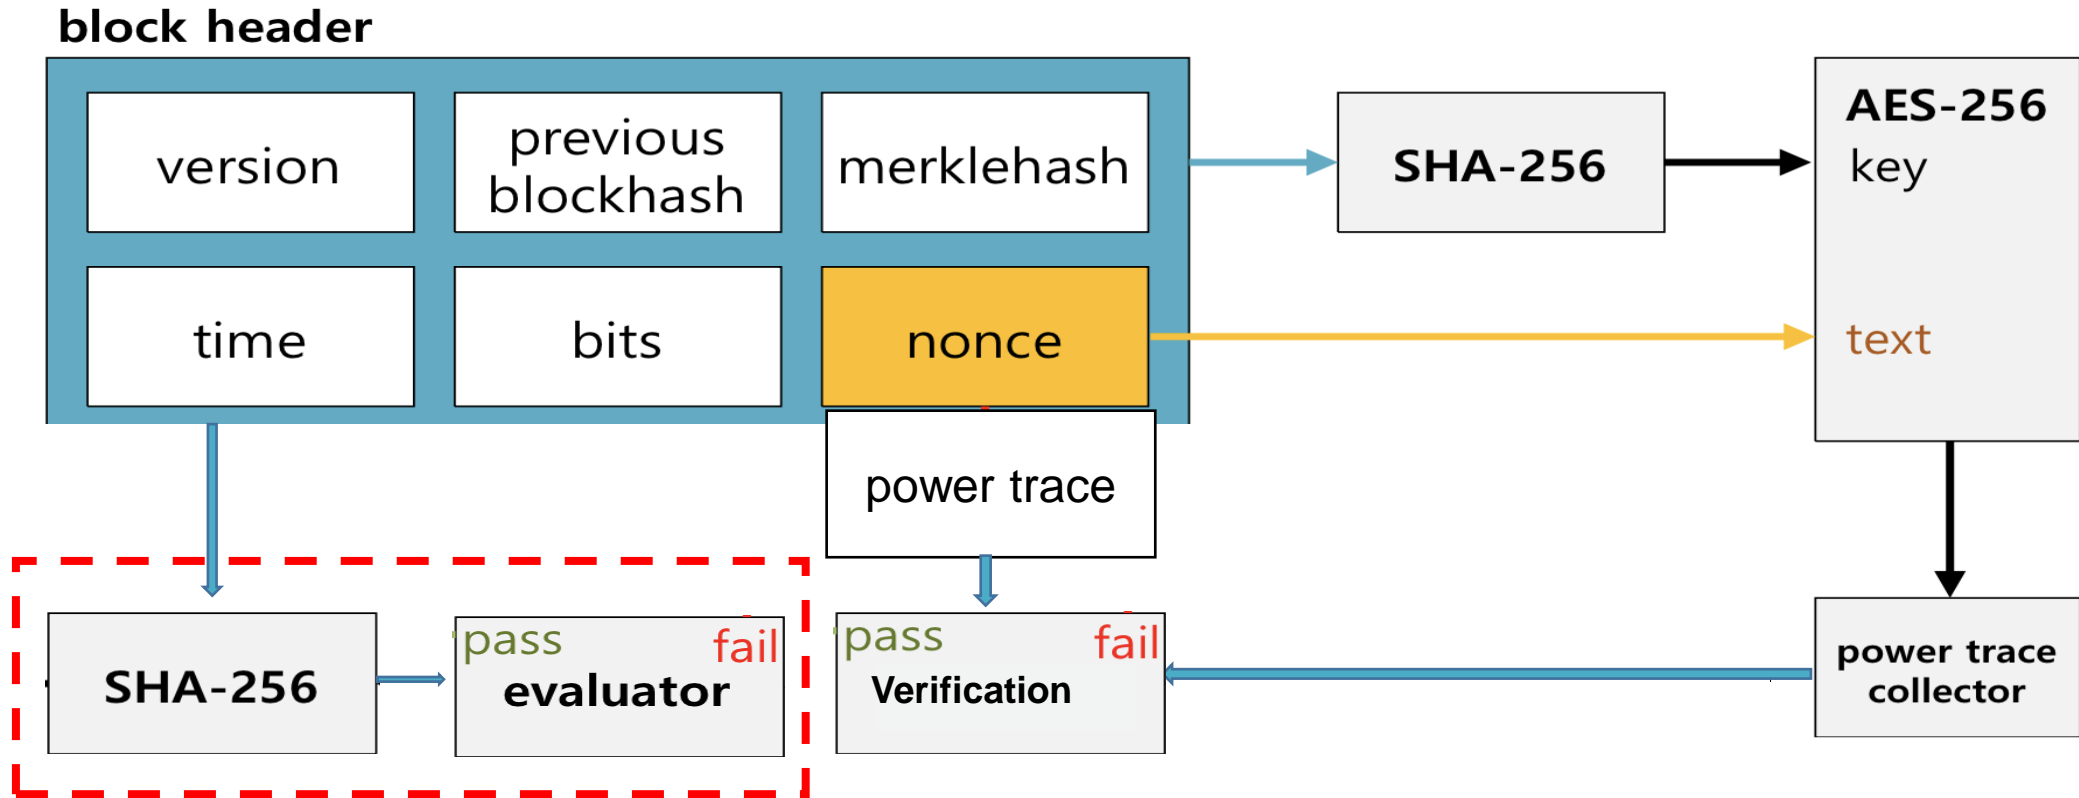 block header
version
previous
blockhash
merklehash
SHA-256
AES-256
key
time
bits
nonce
text
power trace
SHA-256
pass
fail
evaluator
pass
fail
Verification
power trace
collector